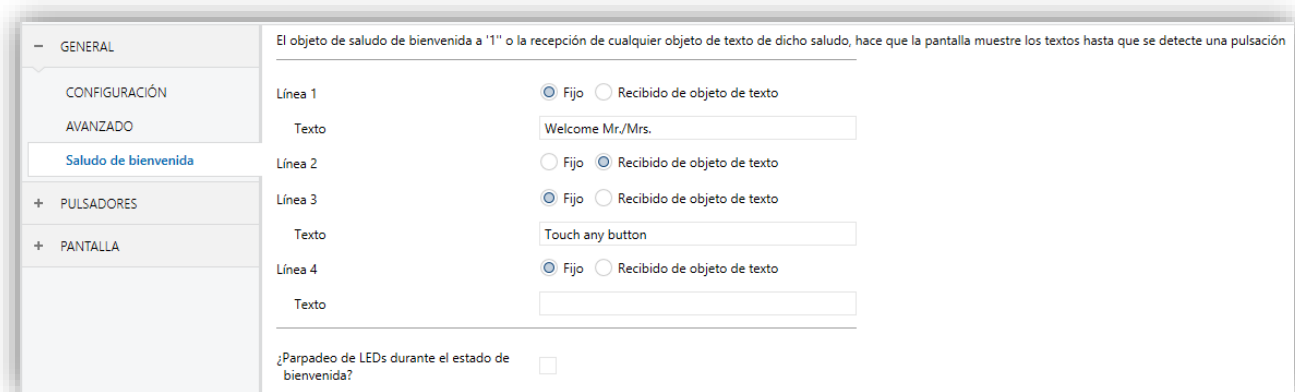 − GENERAL
CONFIGURACIÓN
AVANZADO
Saludo de bienvenida
+ PULSADORES
+ PANTALLA
El objeto de saludo de bienvenida a '1'' o la recepción de cualquier objeto de texto de dicho saludo, hace que la pantalla muestre los textos hasta que se detecte una pulsación
Línea 1 Fijo Recibido de objeto de texto
Texto Welcome Mr./Mrs.
Línea 2 Fijo Recibido de objeto de texto
Línea 3 Fijo Recibido de objeto de texto
Texto Touch any button
Línea 4 Fijo Recibido de objeto de texto
Texto
¿Parpadeo de LEDs durante el estado de
bienvenida?